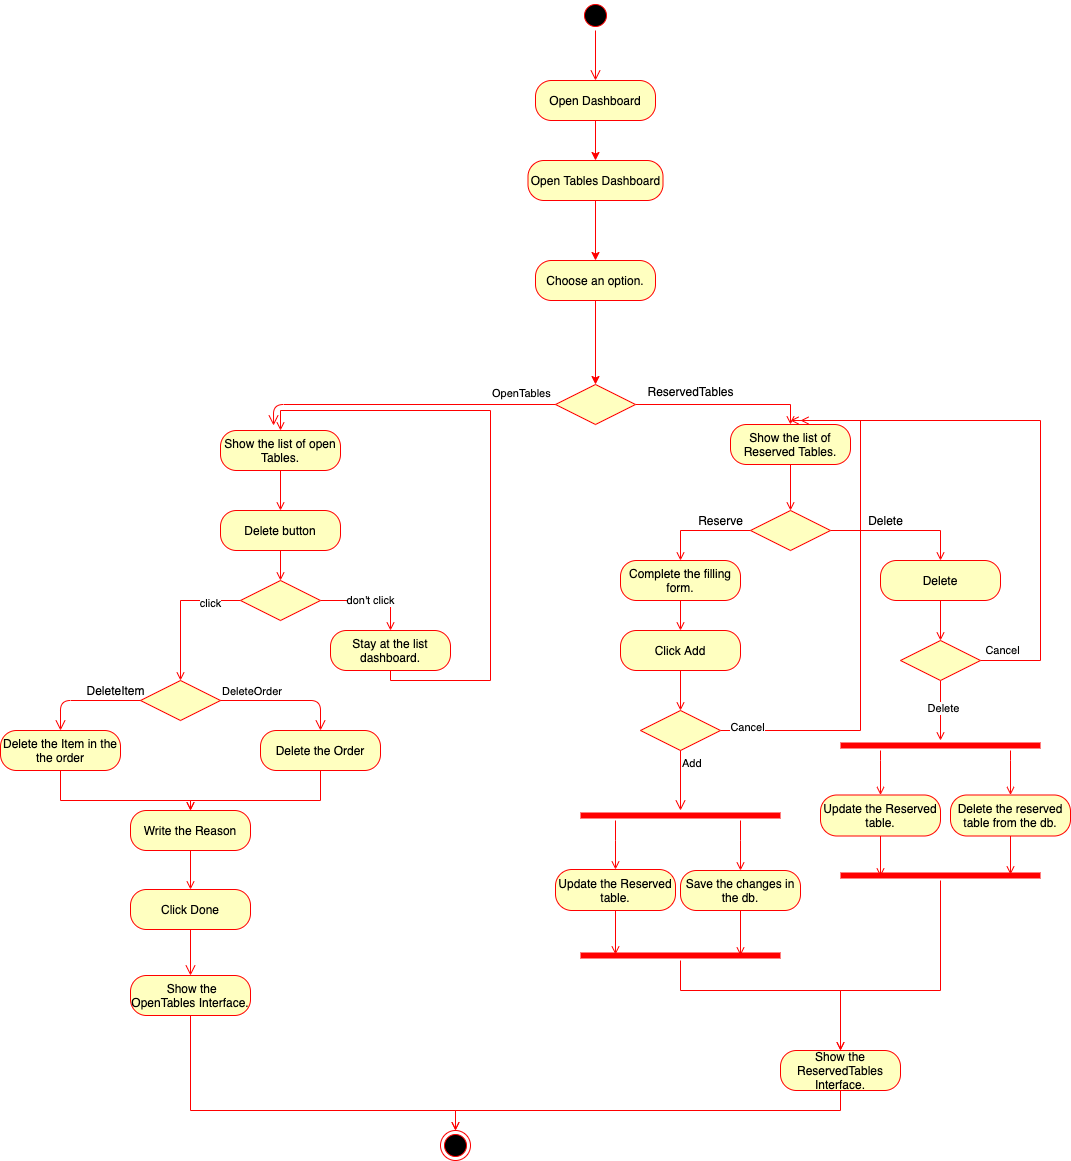 Open Dashboard
Open Tables Dashboard
Choose an option.
OpenTables
ReservedTables
Show the list of open
Tables.
Show the list of
Reserved Tables.
Delete button
Reserve
Delete
Complete the filling
form.
Delete
click
don't click
Stay at the list
dashboard.
Click Add
Cancel
DeleteItem
DeleteOrder
Delete
Cancel
Delete the Item in the
the order
Delete the Order
Add
Write the Reason
Update the Reserved
table.
Delete the reserved
table from the db.
Update the Reserved
table.
Save the changes in
the db.
Click Done
Show the
OpenTables Interface.
Show the
ReservedTables
Interface.